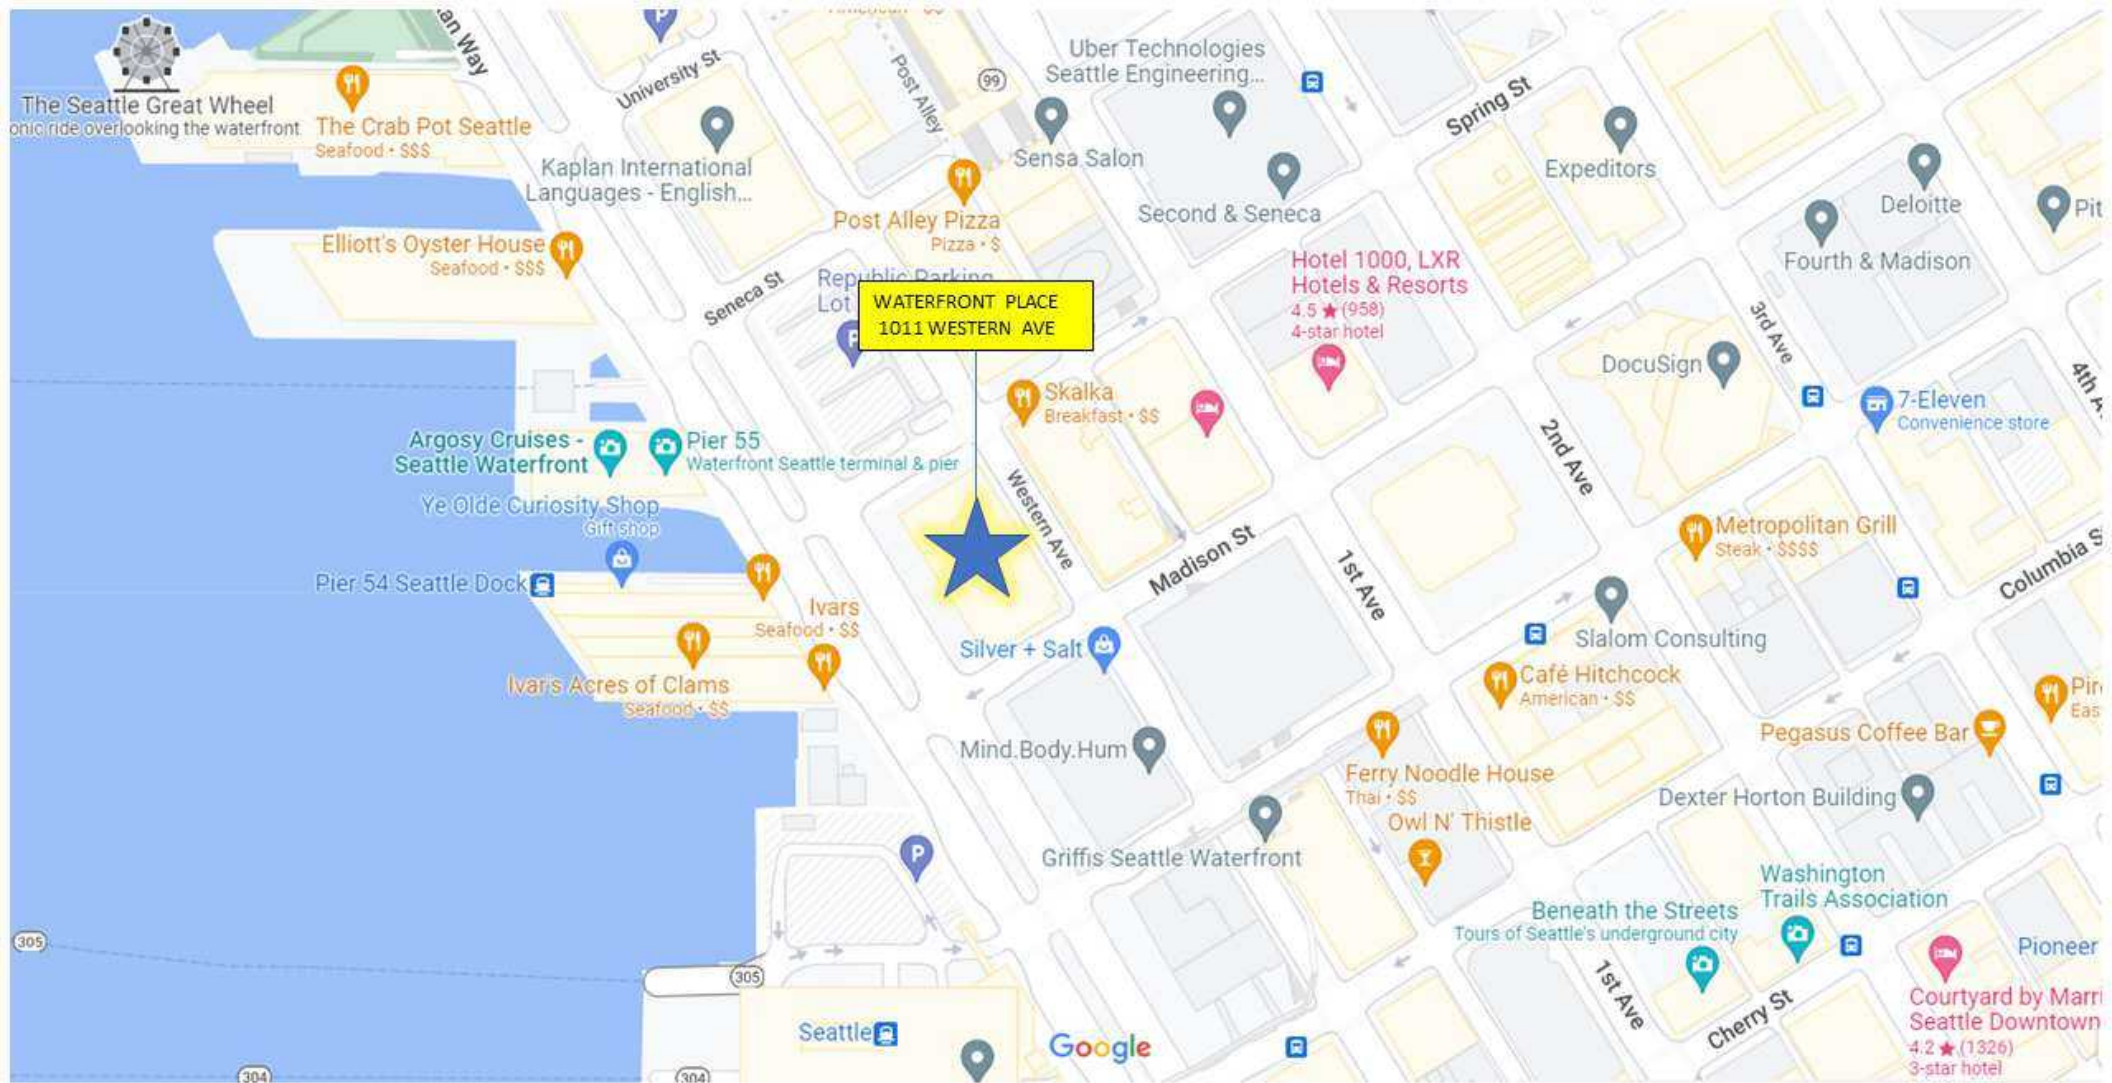 an Way
University St
Post Alley
99
Uber Technologies
Seattle Engineering...
Spring St
The Seattle Great Wheel
onic ride overlooking the waterfront
The Crab Pot Seattle
Seafood • $$$
Kaplan International
Languages - English...
Sensa Salon
Expeditors
Second & Seneca
Deloitte
Pit
Post Alley Pizza
Pizza • $
Elliott's Oyster House
Seafood • $$$
Fourth & Madison
Republic Parking
Lot
Seneca St
WATERFRONT PLACE
1011 WESTERN AVE
Hotel 1000, LXR
Hotels & Resorts
4.5 ★ (958)
4-star hotel
3rd Ave
DocuSign
4th A
Skalka
Breakfast • $$
7-Eleven
Convenience store
Argosy Cruises -
Seattle Waterfront
Pier 55
Waterfront Seattle terminal & pier
2nd Ave
Western Ave
Ye Olde Curiosity Shop
Gift shop
Metropolitan Grill
Steak • $$$$
Madison St
1st Ave
Columbia S
Pier 54 Seattle Dock
Ivars
Seafood • $$
Slalom Consulting
Silver + Salt
Ivar's Acres of Clams
Seafood • $$
Café Hitchcock
American • $$
Pir
Eas
Pegasus Coffee Bar
Mind.Body.Hum
Ferry Noodle House
Thai • $$
Dexter Horton Building
Owl N' Thistle
P
Griffis Seattle Waterfront
Washington
Trails Association
Beneath the Streets
Tours of Seattle's underground city
305
305
Pioneer
1st Ave
Cherry St
Courtyard by Marri
Seattle Downtown
4.2 ★ (1326)
3-star hotel
Seattle
Google
304
304